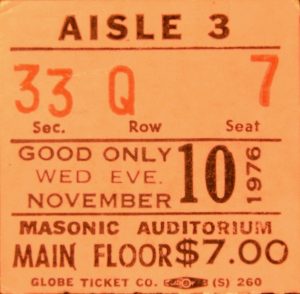 AISLE 3
33 Q 7
Sec. Row Seat
GOOD ONLY
WED EVE.
NOVEMBER
10
1976
MASONIC AUDITORIUM
MAIN FLOOR $7.00
GLOBE TICKET CO. (S) 260